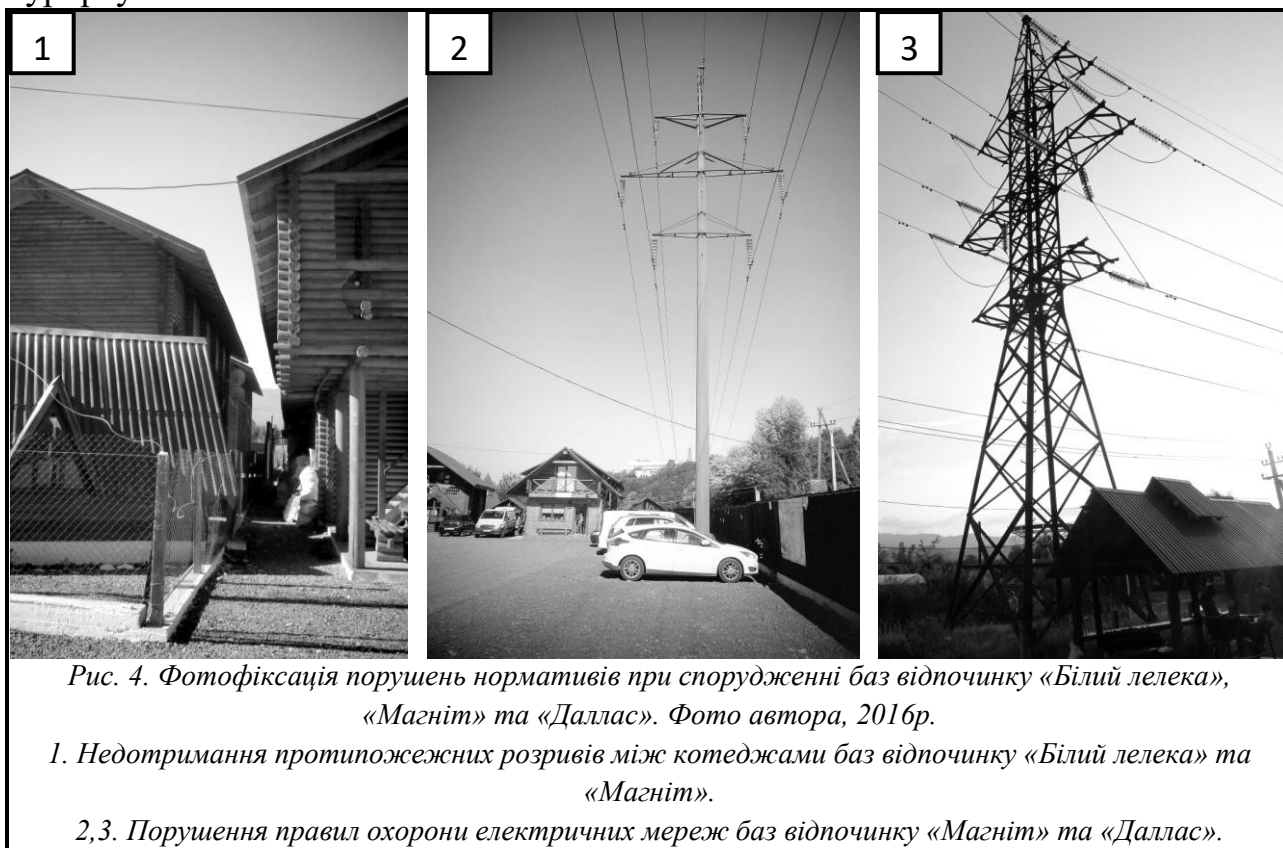 1
2
3
Рис. 4. Фотофіксація порушень нормативів при спорудженні баз відпочинку «Білий лелека»,
«Магніт» та «Даллас». Фото автора, 2016р.
1. Недотримання протипожежних розривів між котеджами баз відпочинку «Білий лелека» та
«Магніт».
2,3. Порушення правил охорони електричних мереж баз відпочинку «Магніт» та «Даллас».